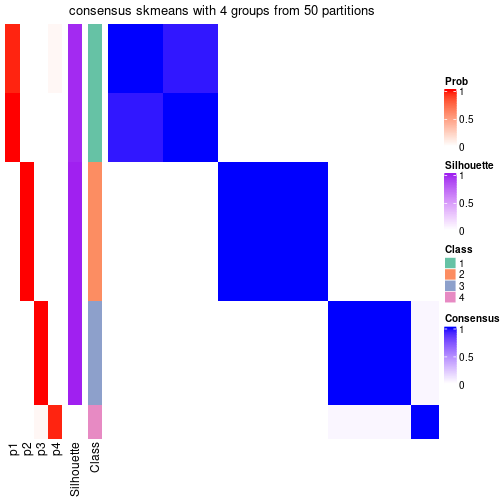 consensus skmeans with 4 groups from 50 partitions
Prob
1
0.5
0
Silhouette
1
0.5
0
Class
1
2
3
4
Consensus
1
0.5
0
p1
p2
p3
p4
Silhouette
Class